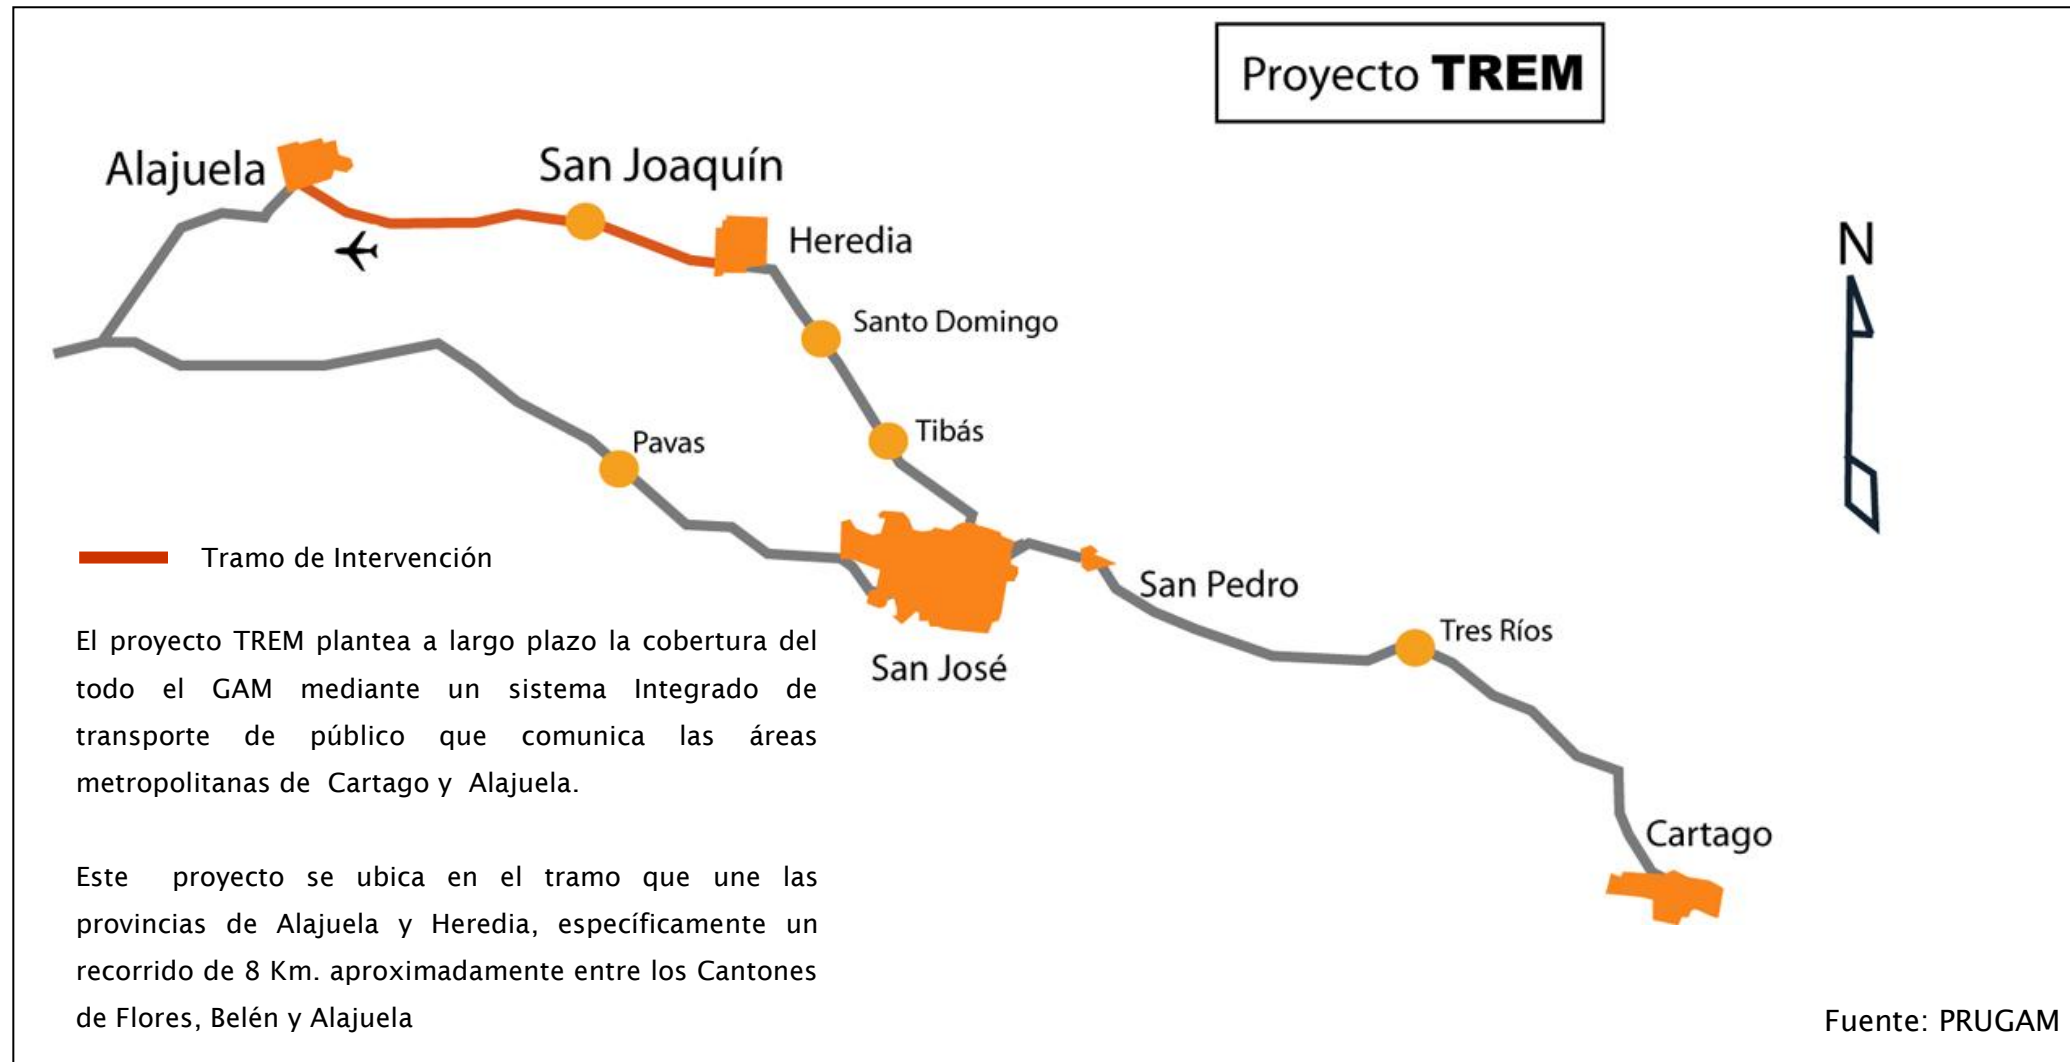 Proyecto TREM
Alajuela
San Joaquín
Heredia
N
Santo Domingo
Tibás
Pavas
Tramo de Intervención
San Pedro
Tres Ríos
San José
El proyecto TREM plantea a largo plazo la cobertura del
todo el GAM mediante un sistema Integrado de
transporte de público que comunica las áreas
metropolitanas de Cartago y Alajuela.
Cartago
Este proyecto se ubica en el tramo que une las
provincias de Alajuela y Heredia, específicamente un
recorrido de 8 Km. aproximadamente entre los Cantones
de Flores, Belén y Alajuela
Fuente: PRUGAM